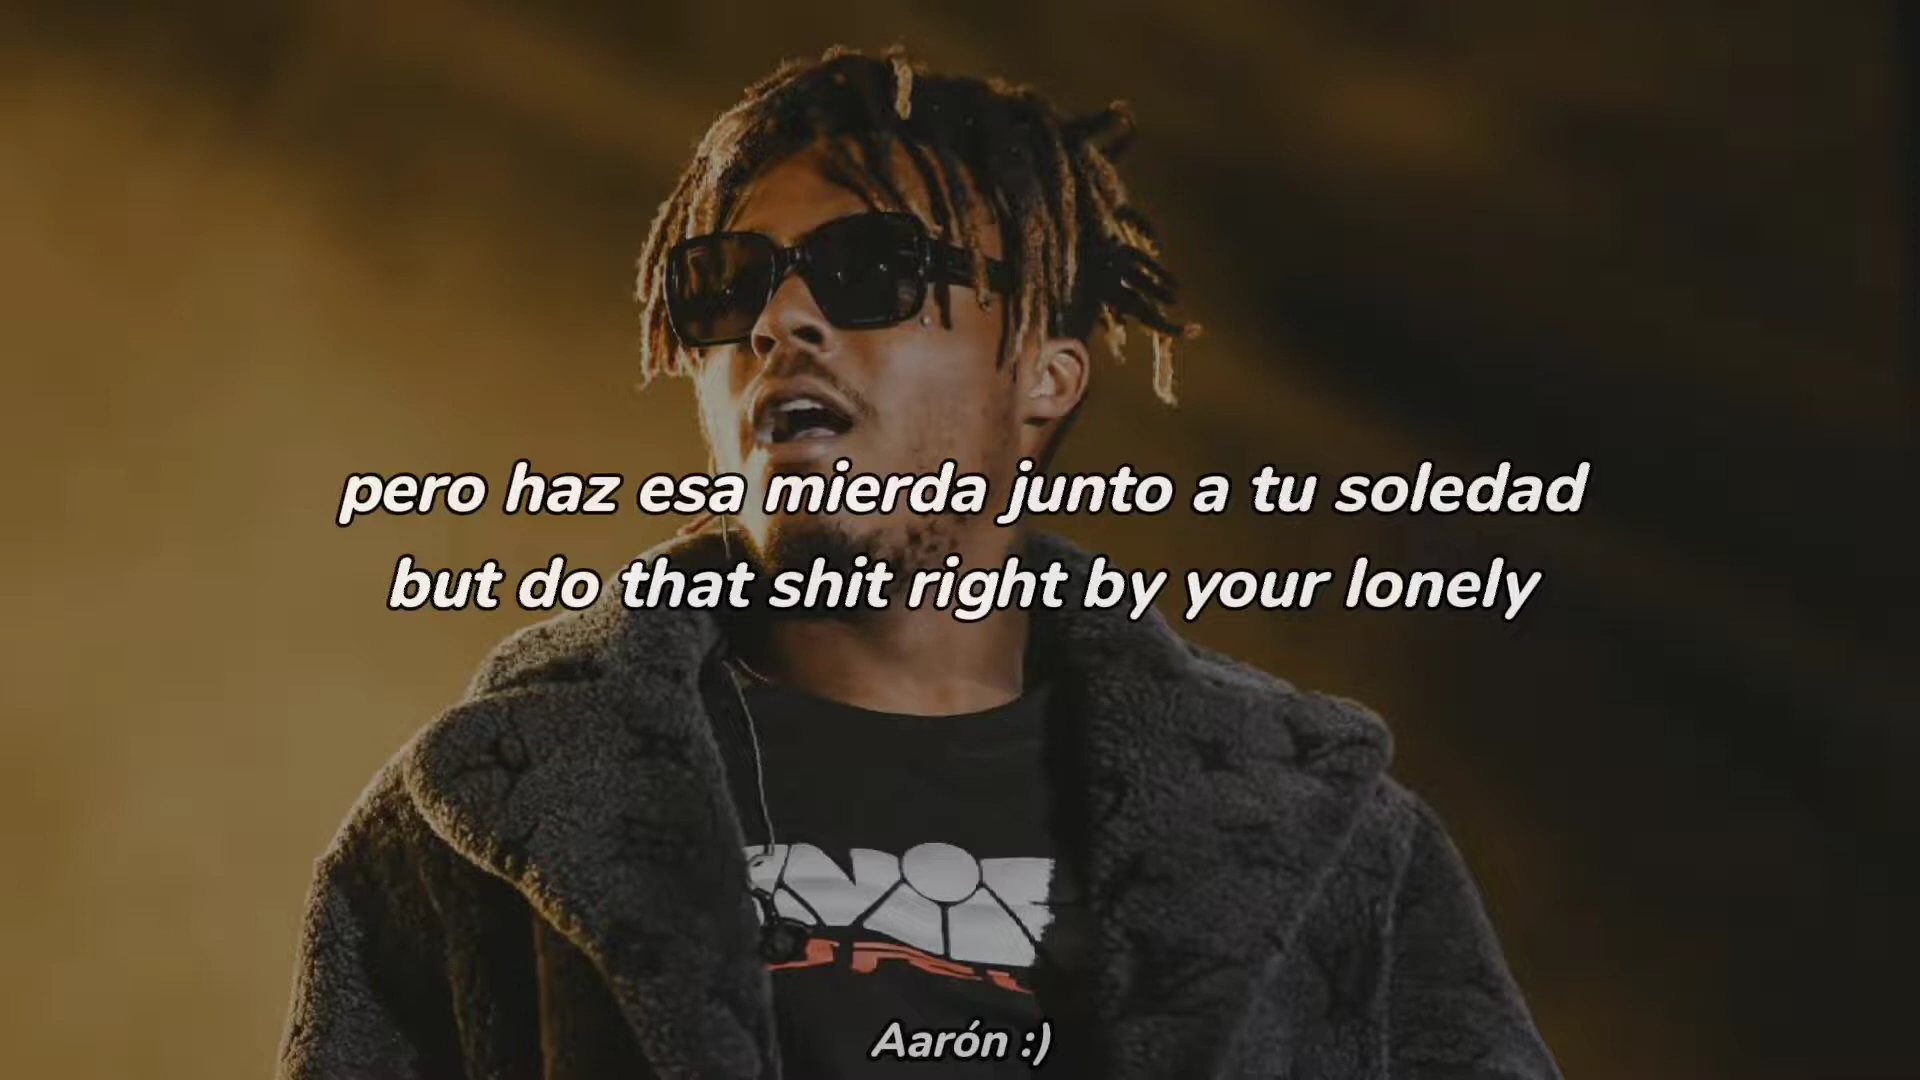 pero haz esa mierda junto a tu soledad
but do that shit right by your lonely
Aarón :)